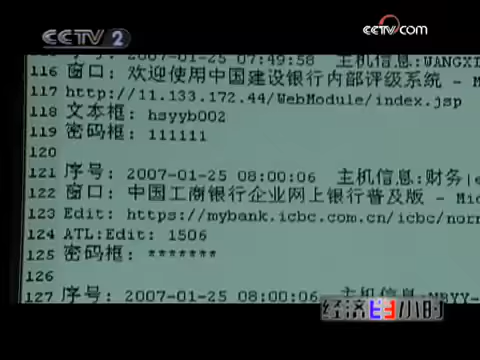 CCTV 2
CCTV.com
2007-01-25 07:49:58 主机信息:WANGXI
116 窗口: 欢迎使用中国建设银行内部评级系统 - M
117 http://11.133.172.44/WebModule/index.jsp
118 文本框: hsyyb002
119 密码框: 111111
120
121 序号: 2007-01-25 08:00:06 主机信息:财务|e
122 窗口: 中国工商银行企业网上银行普及版 - Mic
123 Edit: https://mybank.icbc.com.cn/icbc/norm
124 ATL:Edit: 1506
125 密码框: *******
126
127 序号: 2007-01-25 08:00:06 主机信息:MBYY-
经济半小时